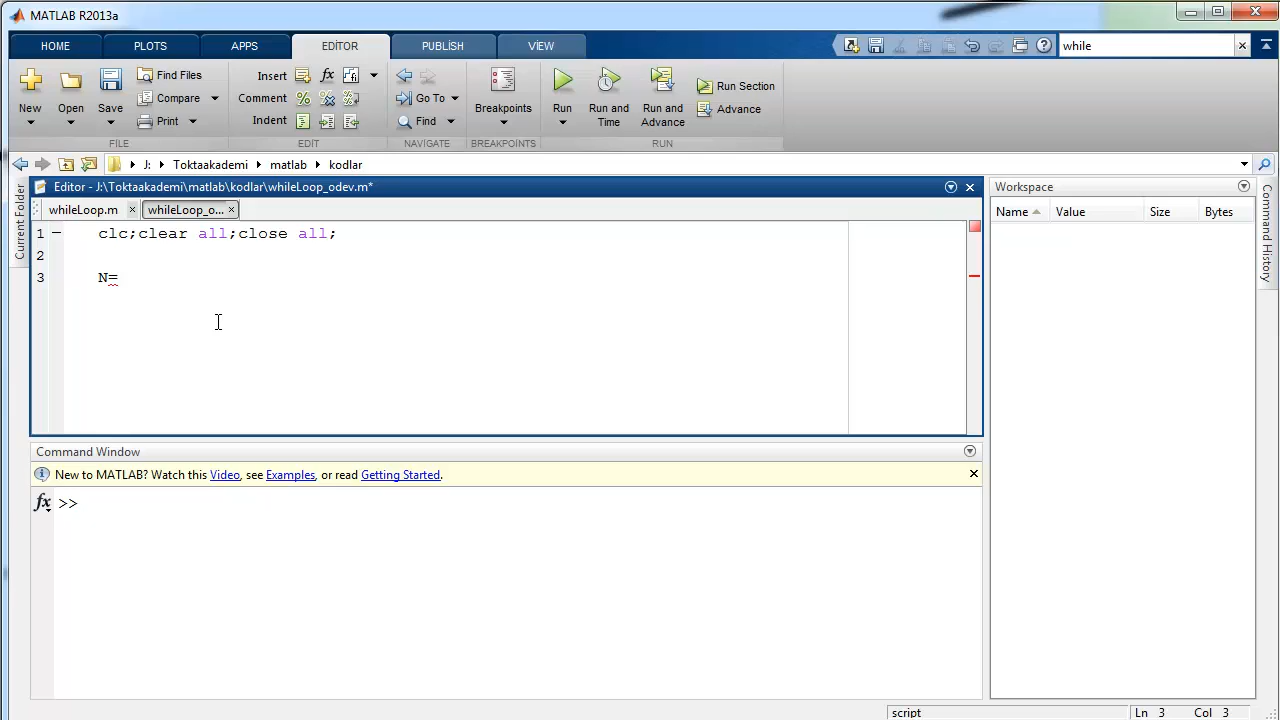 MATLAB R2013a
HOME PLOTS APPS EDITOR PUBLİSH VİEW while
New Open Save Find Files Compare Print Insert Comment Indent Go To Find Breakpoints Run Run and Time Run and Advance Run Section Advance
FILE EDIT NAVIGATE BREAKPOINTS RUN
J: Toktaakademi matlab kodlar
Current Folder
Editor - J:\Toktaakademi\matlab\kodlar\whileLoop_odev.m*
whileLoop.m × whileLoop_o... ×
1 clc;clear all;close all;
2
3 N=
Command Window
New to MATLAB? Watch this Video, see Examples, or read Getting Started.
fx >>
Workspace
Name Value Size Bytes
Command History
script Ln 3 Col 3